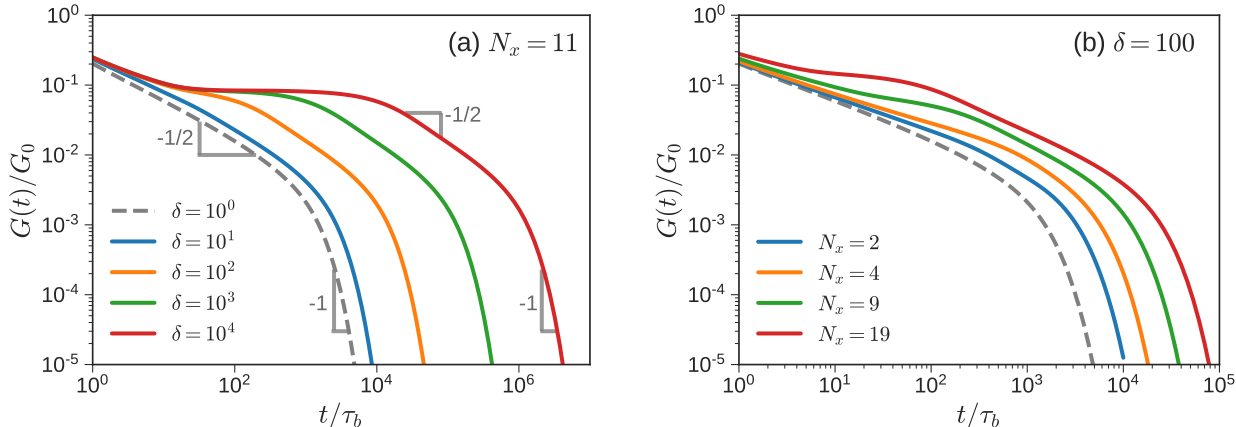 (a) N_x = 11
G(t)/G_0
10^0
10^-1
10^-2
10^-3
10^-4
10^-5
-1/2
-1/2
-1
-1
δ = 10^0
δ = 10^1
δ = 10^2
δ = 10^3
δ = 10^4
10^0 10^2 10^4 10^6
t/τ_b
(b) δ = 100
G(t)/G_0
10^0
10^-1
10^-2
10^-3
10^-4
10^-5
N_x = 2
N_x = 4
N_x = 9
N_x = 19
10^0 10^1 10^2 10^3 10^4 10^5
t/τ_b